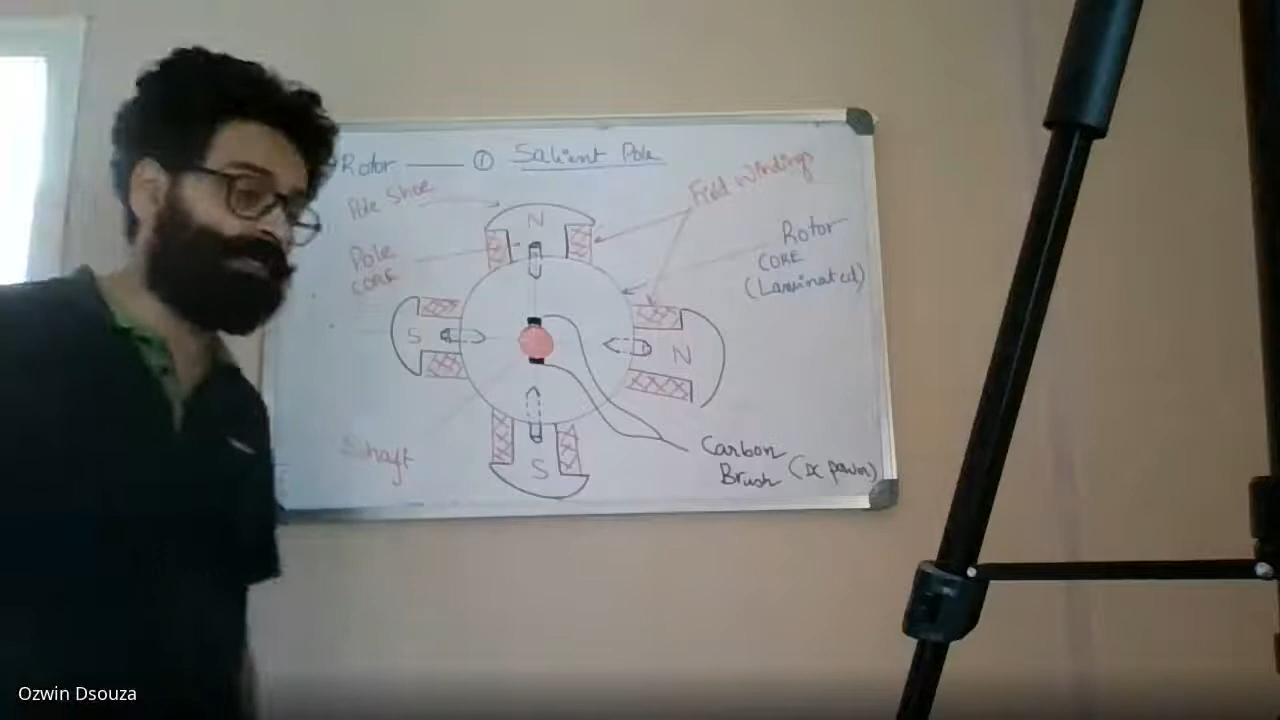 Rotor —— ① Salient Pole
Pole Shoe
Field Windings
N
Pole
CORE
Rotor
CORE
(Laminated)
S
N
Shaft
S
Carbon
Brush (DC power)
Ozwin Dsouza